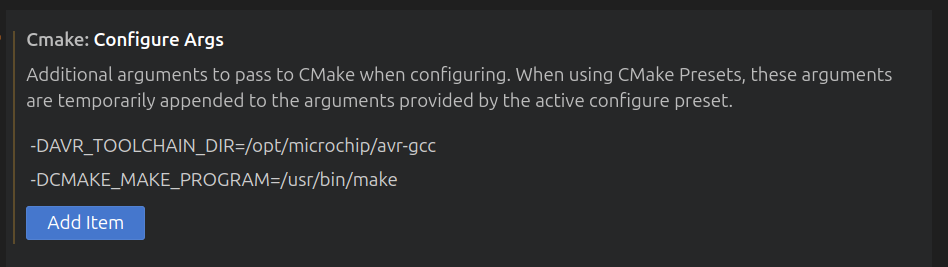 Cmake: Configure Args
Additional arguments to pass to CMake when configuring. When using CMake Presets, these arguments
are temporarily appended to the arguments provided by the active configure preset.
-DAVR_TOOLCHAIN_DIR=/opt/microchip/avr-gcc
-DCMAKE_MAKE_PROGRAM=/usr/bin/make
Add Item